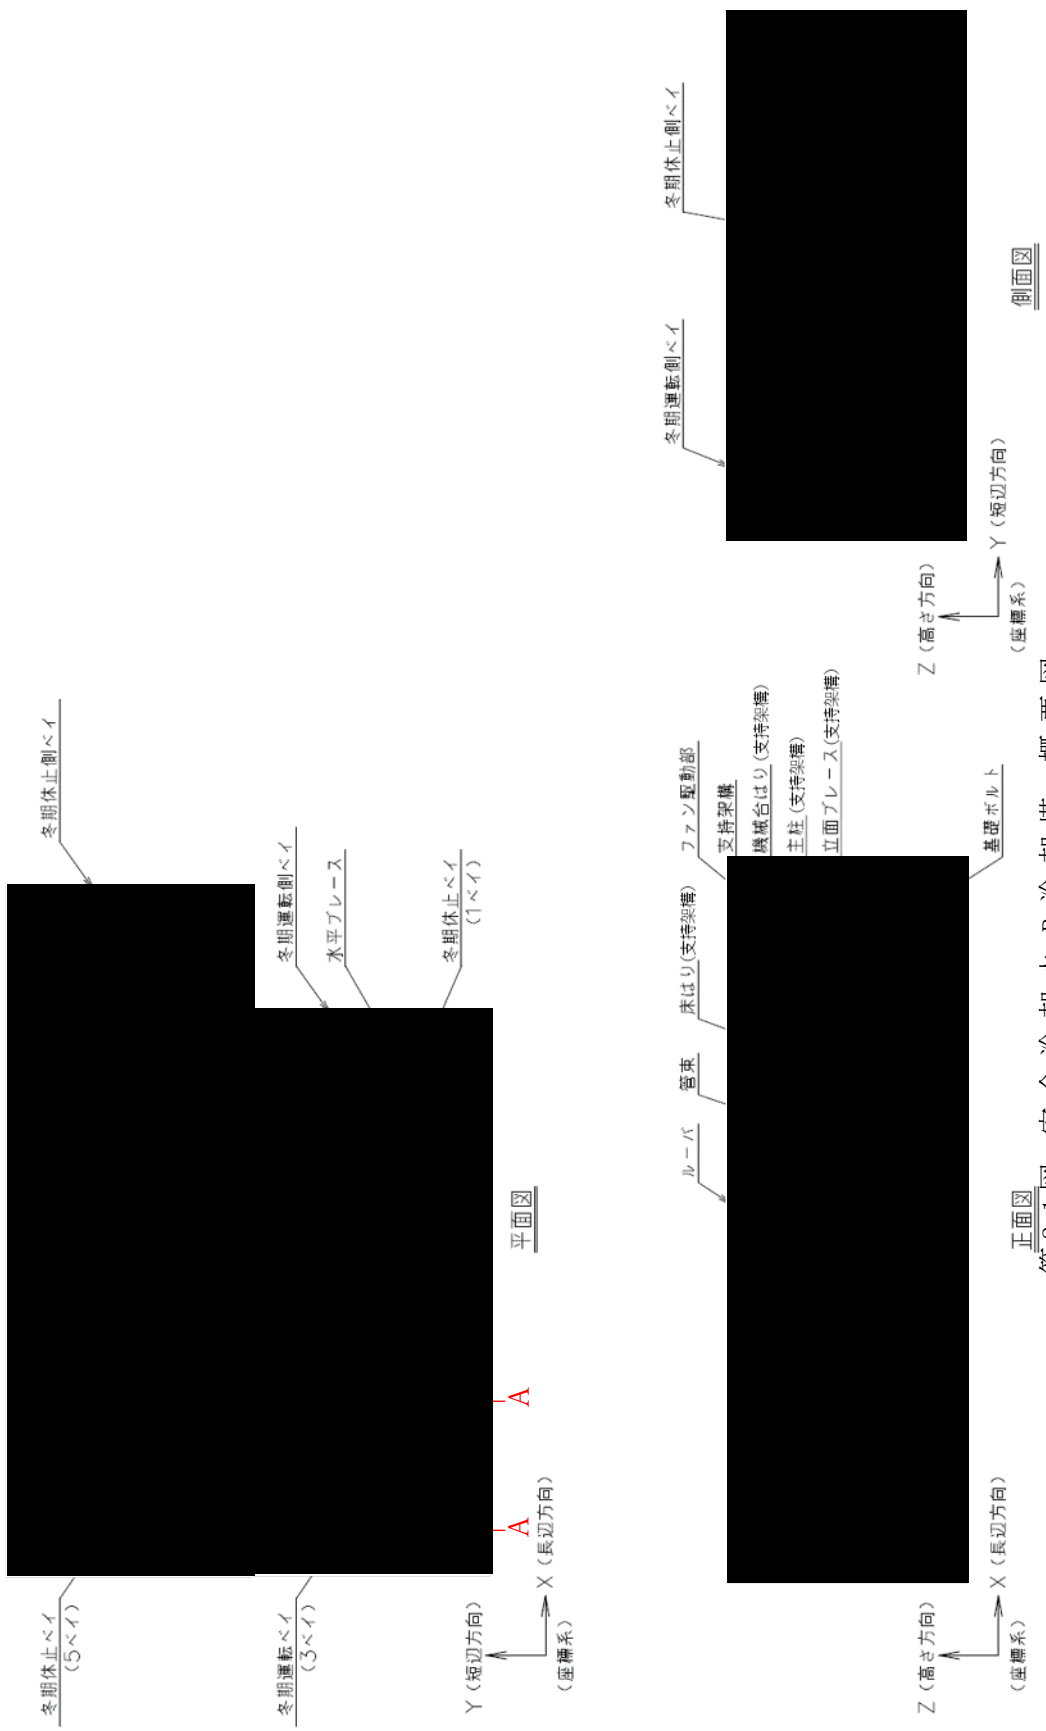 冬期休止ベイ
(5ベイ)
冬期休止側ベイ
冬期運転ベイ
(3ベイ)
冬期運転側ベイ
水平ブレース
冬期休止ベイ
(1ベイ)
A
A
Y (短辺方向)
X (長辺方向)
(座標系)
平面図
ルーバ
管束
床はり(支持架構)
ファン駆動部
支持架構
機械台はり(支持架構)
主柱(支持架構)
立面ブレース(支持架構)
基礎ボルト
Z (高さ方向)
X (長辺方向)
(座標系)
正面図
冬期運転側ベイ
冬期休止側ベイ
Z (高さ方向)
Y (短辺方向)
(座標系)
側面図